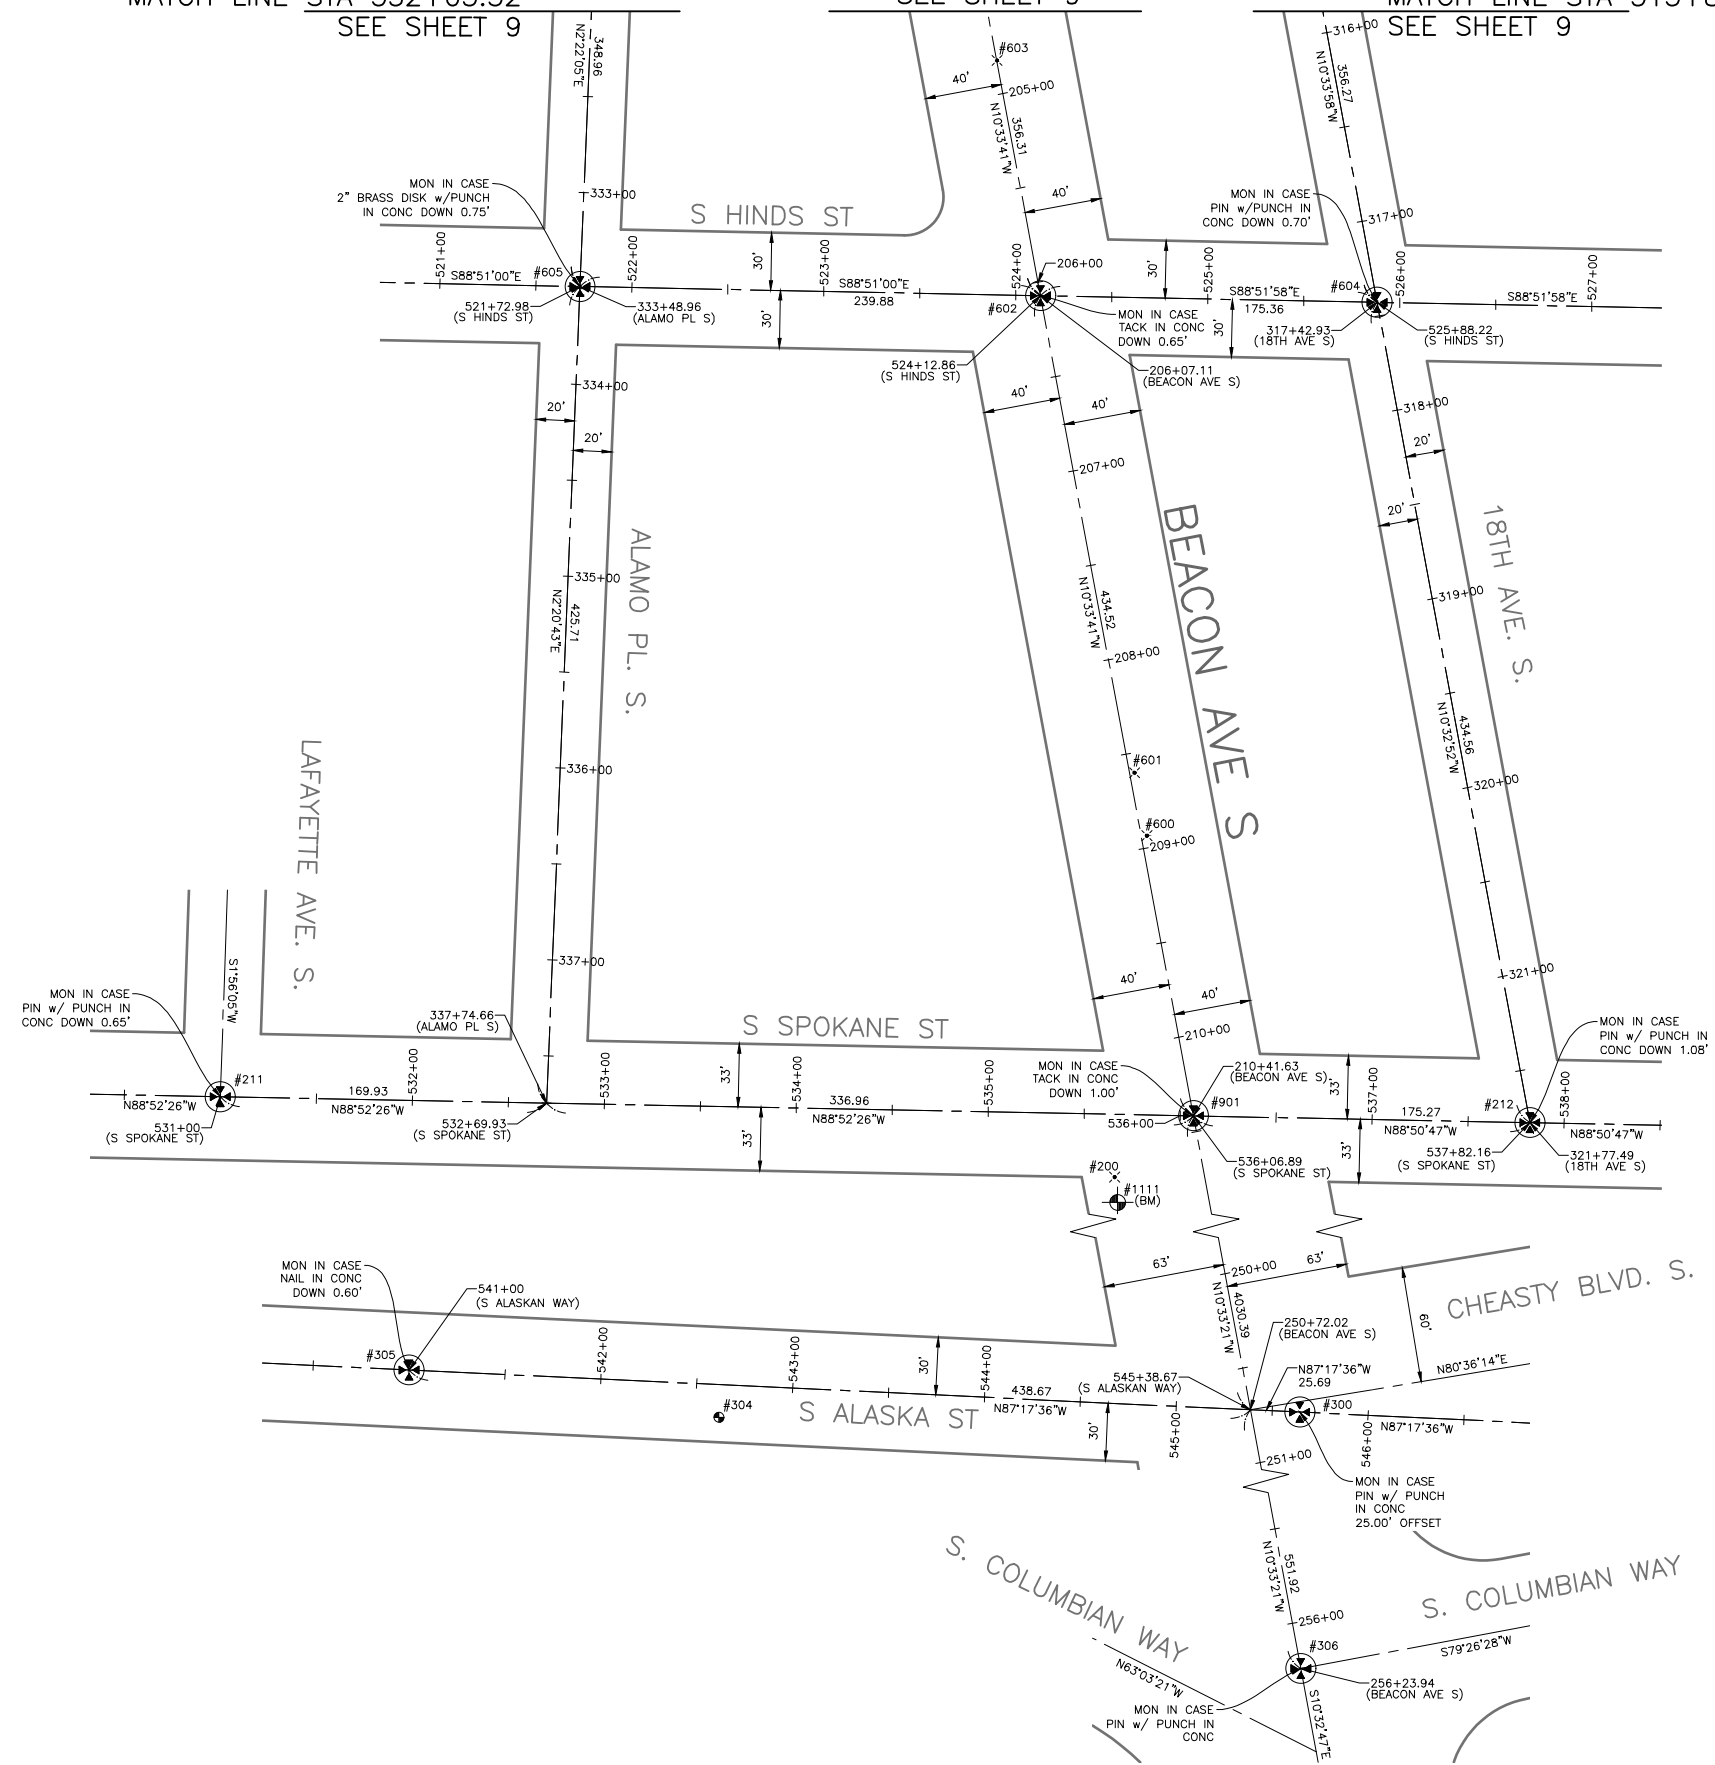 SEE SHEET 9
SEE SHEET 9
348.96
N2°22'05"E
#603
40'
205+00
356.31
N10°33'41"W
40'
316+00
356.27
N10°33'58"W
MON IN CASE
2" BRASS DISK w/PUNCH
IN CONC DOWN 0.75'
333+00
S HINDS ST
MON IN CASE
PIN w/PUNCH IN
CONC DOWN 0.70'
317+00
521+00
522+00
523+00
524+00
525+00
526+00
527+00
30'
30'
206+00
S88°51'00"E
#605
S88°51'00"E
239.88
S88°51'58"E
175.36
#604
S88°51'58"E
521+72.98
(S HINDS ST)
333+48.96
(ALAMO PL S)
30'
#602
MON IN CASE
TACK IN CONC
DOWN 0.65'
30'
317+42.93
(18TH AVE S)
525+88.22
(S HINDS ST)
524+12.86
(S HINDS ST)
206+07.11
(BEACON AVE S)
334+00
20'
20'
40'
40'
318+00
20'
20'
207+00
335+00
425.71
N2°20'43"E
ALAMO PL. S.
BEACON AVE S
434.52
N10°33'41"W
208+00
18TH AVE. S.
319+00
434.56
N10°32'52"W
336+00
#601
320+00
#600
209+00
LAFAYETTE AVE. S.
337+00
S1°56'05"W
40'
40'
321+00
MON IN CASE
PIN w/ PUNCH IN
CONC DOWN 0.65'
337+74.66
(ALAMO PL S)
S SPOKANE ST
210+00
MON IN CASE
PIN w/ PUNCH IN
CONC DOWN 1.08'
MON IN CASE
TACK IN CONC
DOWN 1.00'
210+41.63
(BEACON AVE S)
#211
532+00
533+00
534+00
535+00
537+00
538+00
33'
33'
N88°52'26"W
169.93
N88°52'26"W
336.96
N88°52'26"W
#901
175.27
N88°50'47"W
#212
N88°50'47"W
531+00
(S SPOKANE ST)
532+69.93
(S SPOKANE ST)
33'
536+00
33'
536+06.89
(S SPOKANE ST)
537+82.16
(S SPOKANE ST)
321+77.49
(18TH AVE S)
#200
#1111
(BM)
63'
63'
250+00
MON IN CASE
NAIL IN CONC
DOWN 0.60'
541+00
(S ALASKAN WAY)
4030.39
N10°33'21"W
CHEASTY BLVD. S.
60'
250+72.02
(BEACON AVE S)
#305
542+00
543+00
544+00
545+00
546+00
30'
545+38.67
(S ALASKAN WAY)
N87°17'36"W
25.69
N80°36'14"E
438.67
N87°17'36"W
#300
N87°17'36"W
#304
S ALASKA ST
30'
251+00
MON IN CASE
PIN w/ PUNCH
IN CONC
25.00' OFFSET
551.92
N10°33'21"W
S. COLUMBIAN WAY
S. COLUMBIAN WAY
256+00
#306
S79°26'28"W
N63°03'21"W
256+23.94
(BEACON AVE S)
MON IN CASE
PIN w/ PUNCH IN
CONC
S10°32'47"E